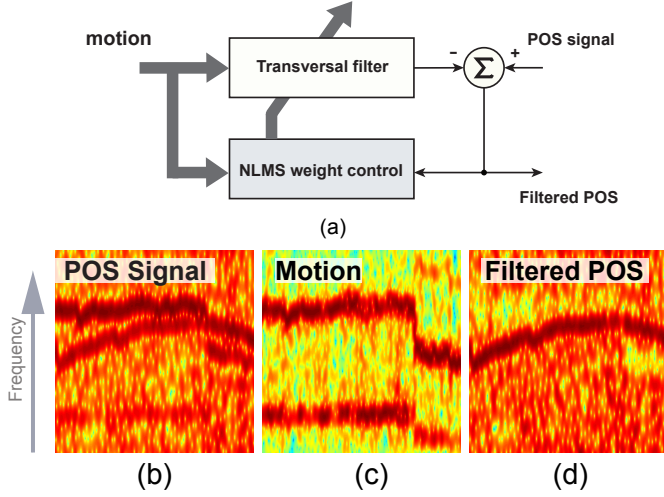 motion
Transversal filter
-
Σ
+
POS signal
NLMS weight control
Filtered POS
(a)
Frequency
POS Signal
Motion
Filtered POS
(b)
(c)
(d)